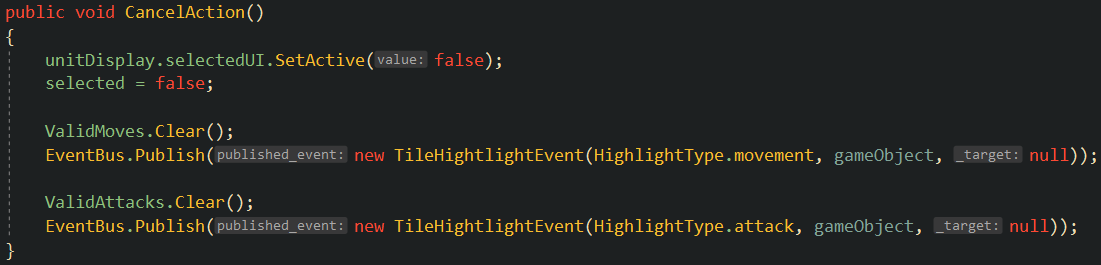 public void CancelAction()
{
unitDisplay.selectedUI.SetActive( value: false);
selected = false;
ValidMoves.Clear();
EventBus.Publish( published_event: new TileHightlightEvent(HighlightType.movement, gameObject, _target: null));
ValidAttacks.Clear();
EventBus.Publish( published_event: new TileHightlightEvent(HighlightType.attack, gameObject, _target: null));
}